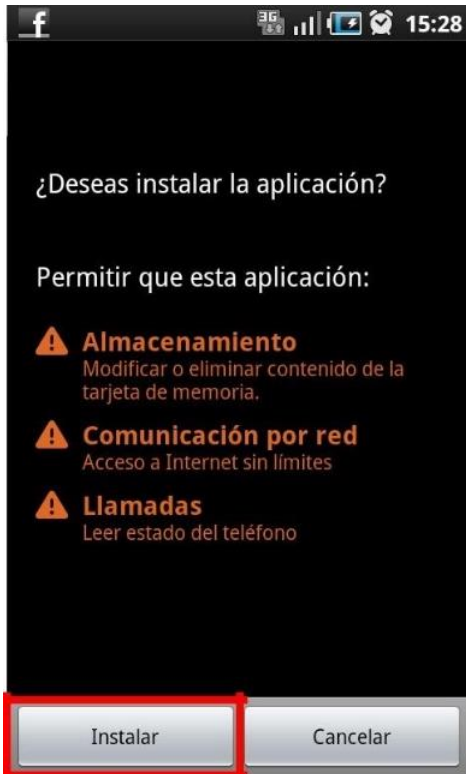 f 3G 15:28
¿Deseas instalar la aplicación?
Permitir que esta aplicación:
Almacenamiento
Modificar o eliminar contenido de la
tarjeta de memoria.
Comunicación por red
Acceso a Internet sin límites
Llamadas
Leer estado del teléfono
Instalar Cancelar